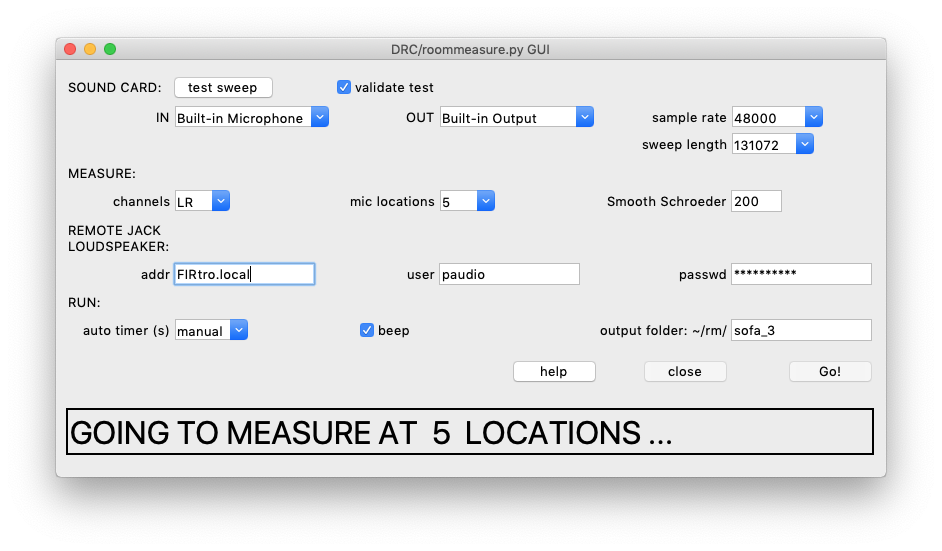 DRC/roommeasure.py GUI
SOUND CARD: test sweep validate test
IN Built-in Microphone OUT Built-in Output sample rate 48000
sweep length 131072
MEASURE:
channels LR mic locations 5 Smooth Schroeder 200
REMOTE JACK
LOUDSPEAKER:
addr FIRtro.local user paudio passwd **********
RUN:
auto timer (s) manual beep output folder: ~/rm/ sofa_3
help close Go!
GOING TO MEASURE AT 5 LOCATIONS ...